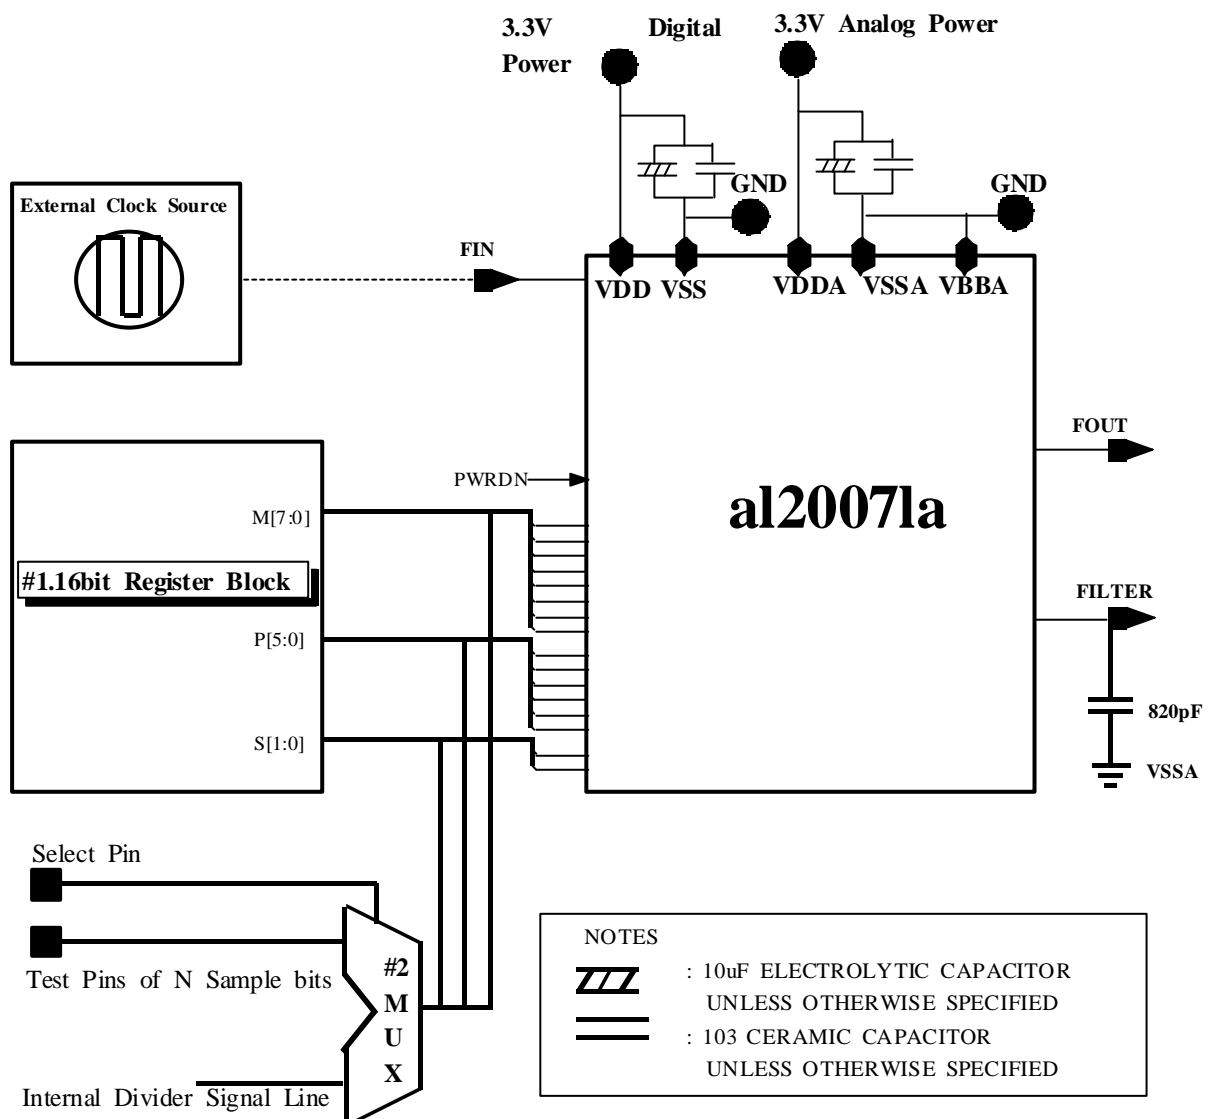 3.3V Digital
Power
3.3V Analog Power
GND
GND
External Clock Source
FIN
VDD VSS VDDA VSSA VBBA
FOUT
PWRDN
al2007la
M[7:0]
#1.16bit Register Block
FILTER
P[5:0]
820pF
S[1:0]
VSSA
Select Pin
Test Pins of N Sample bits
#2
M
U
X
Internal Divider Signal Line
NOTES
: 10uF ELECTROLYTIC CAPACITOR
UNLESS OTHERWISE SPECIFIED
: 103 CERAMIC CAPACITOR
UNLESS OTHERWISE SPECIFIED